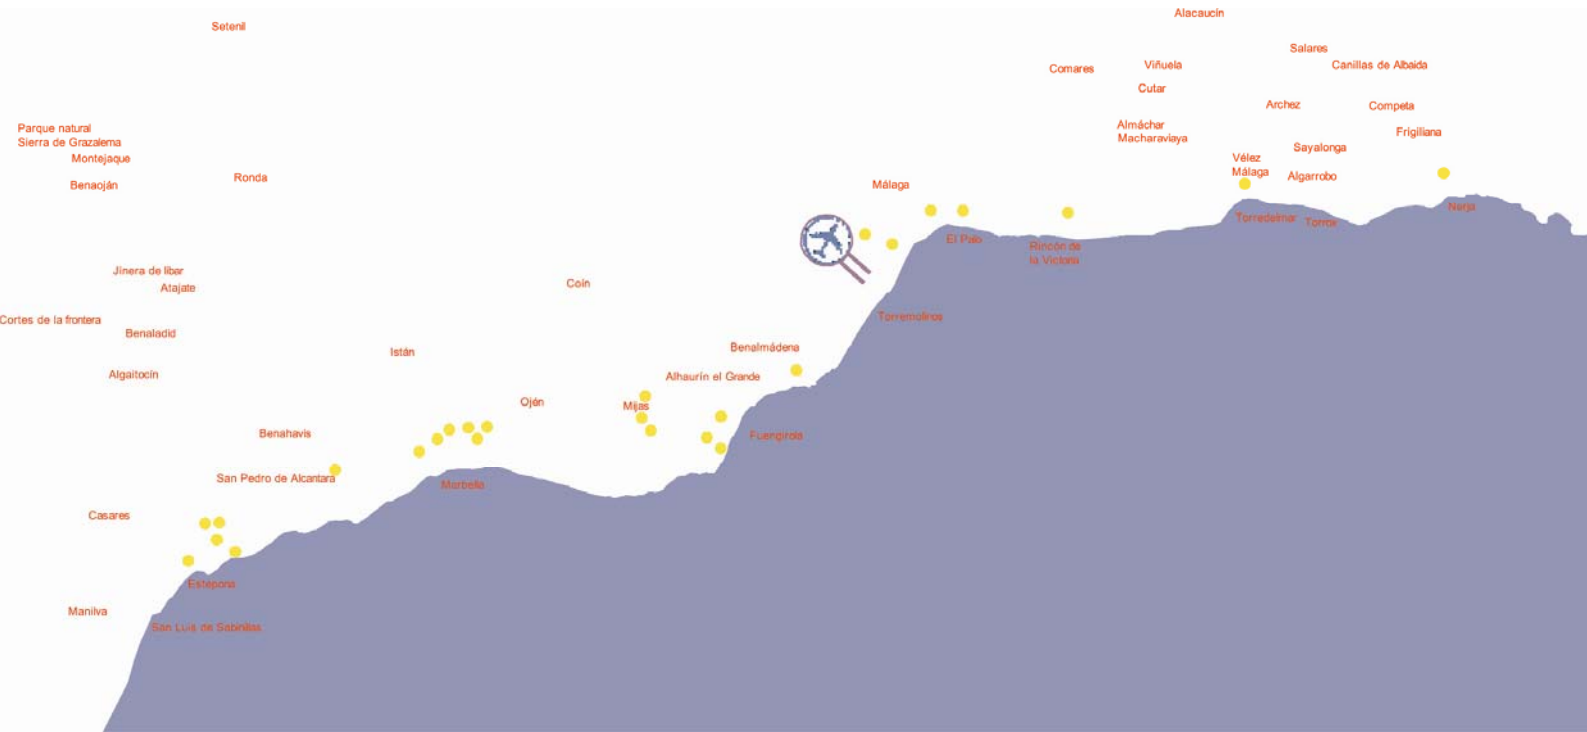 Alacaucín
Setenil
Salares
Canillas de Albaida
Viñuela
Comares
Cutar
Archez
Competa
Almáchar
Macharaviaya
Parque natural
Sierra de Grazalema
Frigiliana
Sayalonga
Montejaque
Vélez
Málaga
Algarrobo
Ronda
Málaga
Benaoján
Nerja
Torredelmar
Torrox
El Palo
Rincón de
la Victoria
Jinera de líbar
Atajate
Coín
Torremolinos
Cortes de la frontera
Benaladid
Benalmádena
Istán
Algaitocín
Alhaurín el Grande
Ojén
Mijas
Benahavis
Fuengirola
San Pedro de Alcantara
Marbella
Casares
Estepona
Manilva
San Luis de Sabinillas